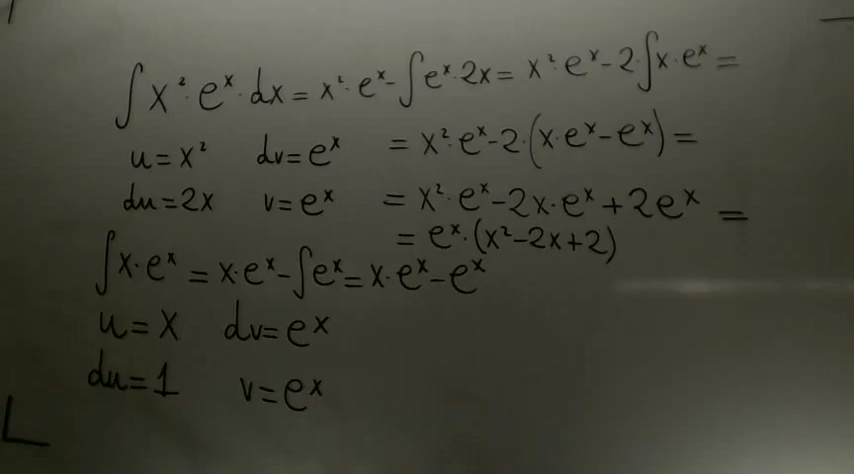 ∫x²·eˣ·dx = x²·eˣ - ∫eˣ·2x = x²·eˣ - 2·∫x·eˣ =
u = x² dv = eˣ = x²·eˣ - 2·(x·eˣ - eˣ) =
du = 2x v = eˣ = x²·eˣ - 2x·eˣ + 2eˣ =
= eˣ·(x² - 2x + 2)
∫x·eˣ = x·eˣ - ∫eˣ = x·eˣ - eˣ
u = x dv = eˣ
du = 1 v = eˣ